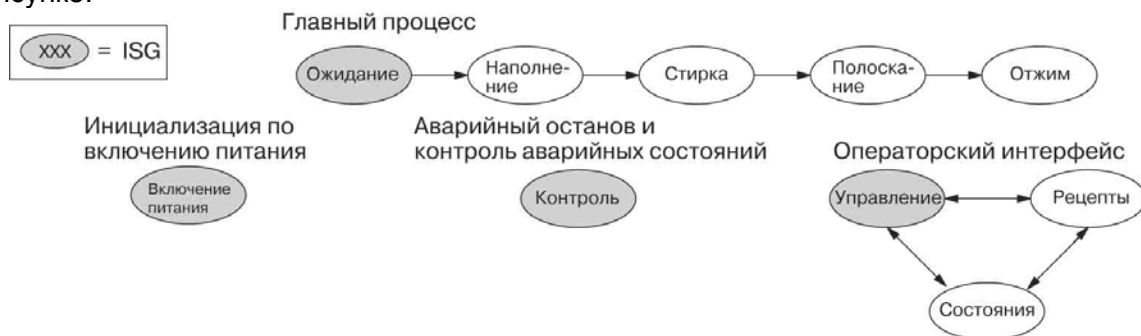 исунке.
Главный процесс
XXX = ISG
Ожидание
Наполне-
ние
Стирка
Полоска-
ние
Отжим
Инициализация по
включению питания
Аварийный останов и
контроль аварийных состояний
Операторский интерфейс
Включение
питания
Контроль
Управление
Рецепты
Состояния